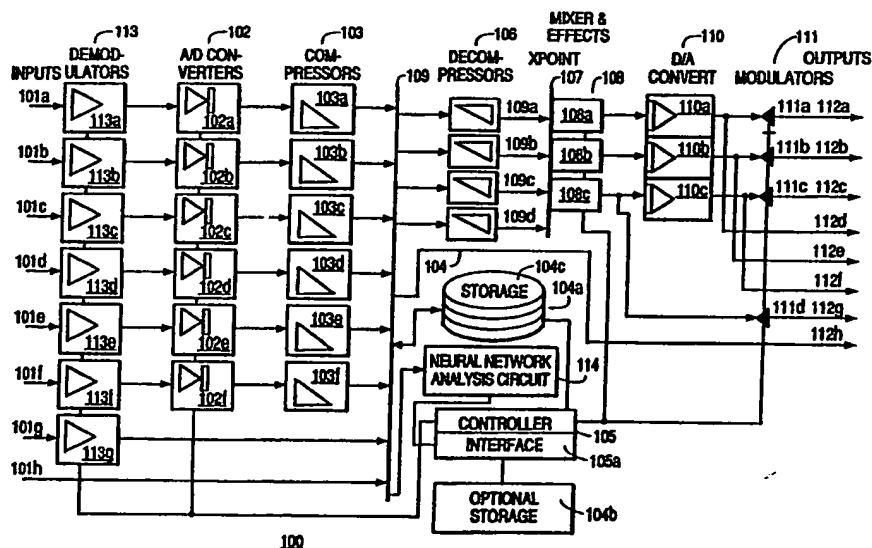 113
DEMOD-
ULATORS
102
A/D CON-
VERTERS
103
COM-
PRESSORS
106
DECOM-
PRESSORS
MIXER &
EFFECTS
XPOINT
107 108
110
D/A
CONVERT
111
MODULATORS
OUTPUTS
INPUTS
109
101a
113a
102a
103a
109a
108a
110a
111a 112a
101b
113b
102b
103b
109b
108b
110b
111b 112b
101c
113c
102c
103c
109c
108c
110c
111c 112c
109d
112d
101d
113d
102d
103d
104
104c
STORAGE
104a
112e
112f
101e
113e
102e
103e
111d 112g
112h
NEURAL NETWORK
ANALYSIS CIRCUIT
114
101f
113f
102f
103f
101g
113g
CONTROLLER
105
INTERFACE
105a
101h
OPTIONAL
STORAGE
104b
100